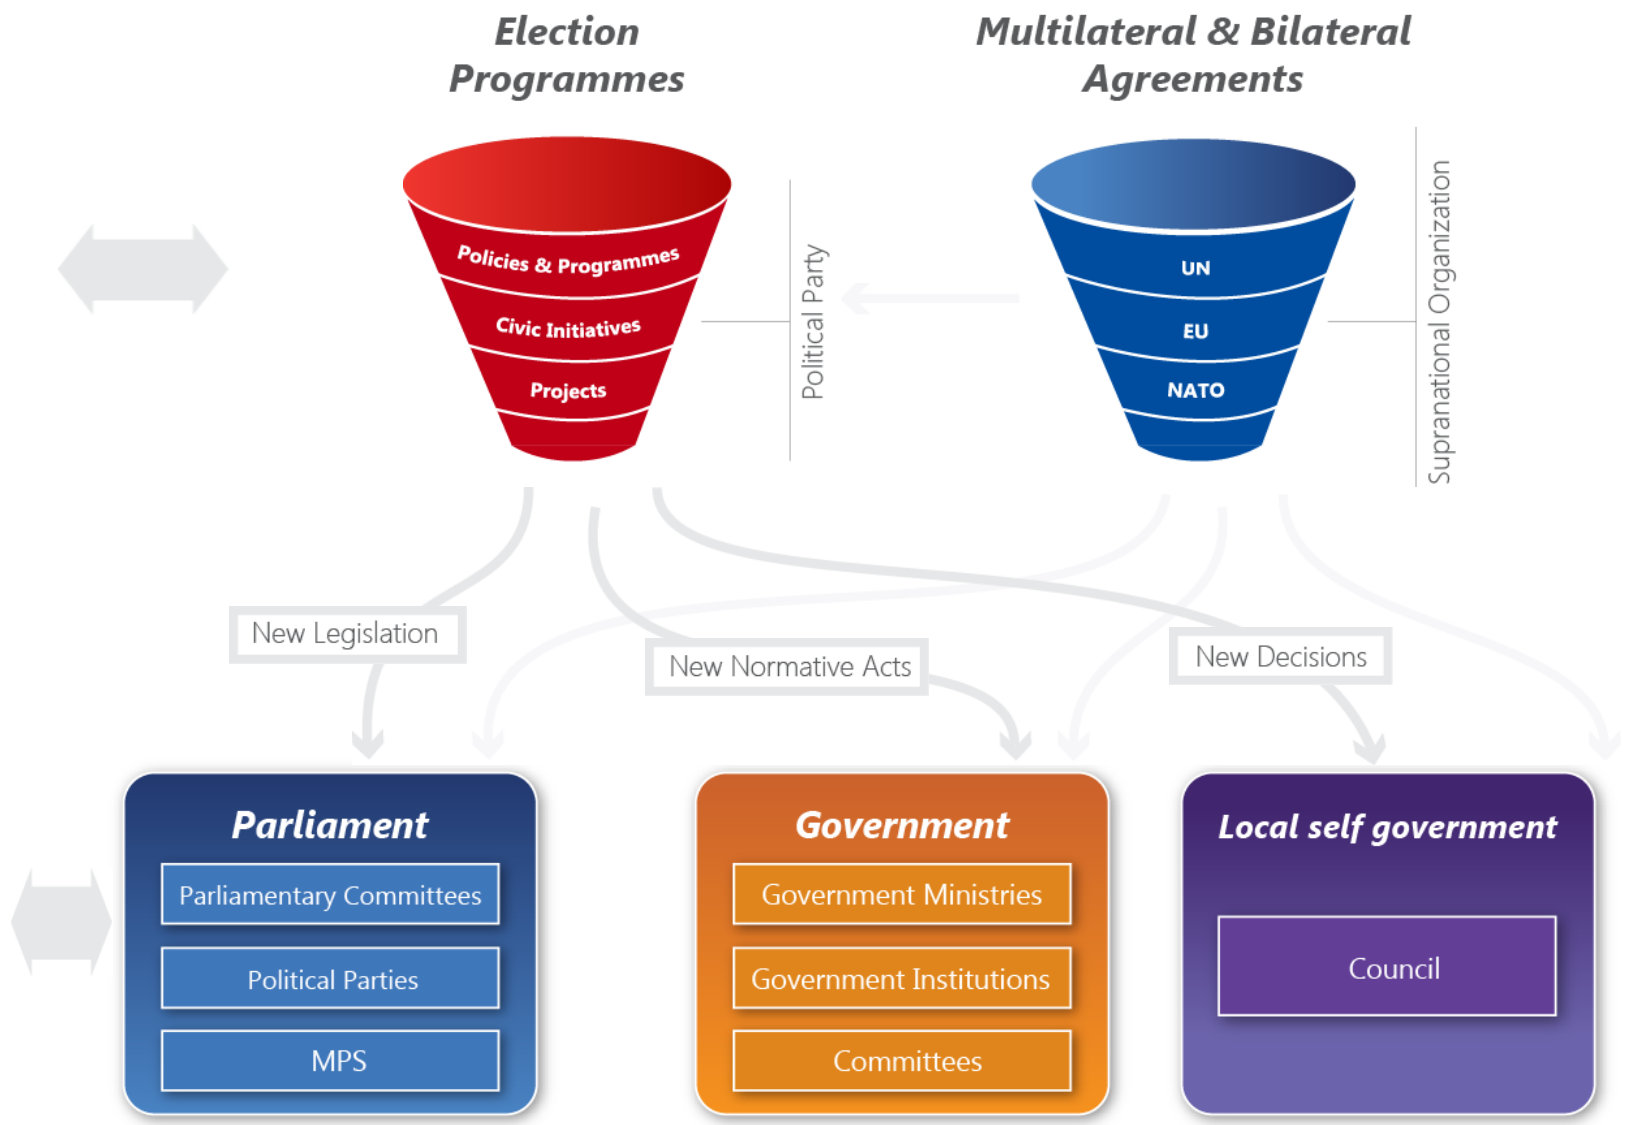 Election
Programmes
Multilateral & Bilateral
Agreements
Policies & Programmes
Civic Initiatives
Projects
Political Party
UN
EU
NATO
Supranational Organization
New Legislation
New Normative Acts
New Decisions
Parliament
Parliamentary Committees
Political Parties
MPS
Government
Government Ministries
Government Institutions
Committees
Local self government
Council